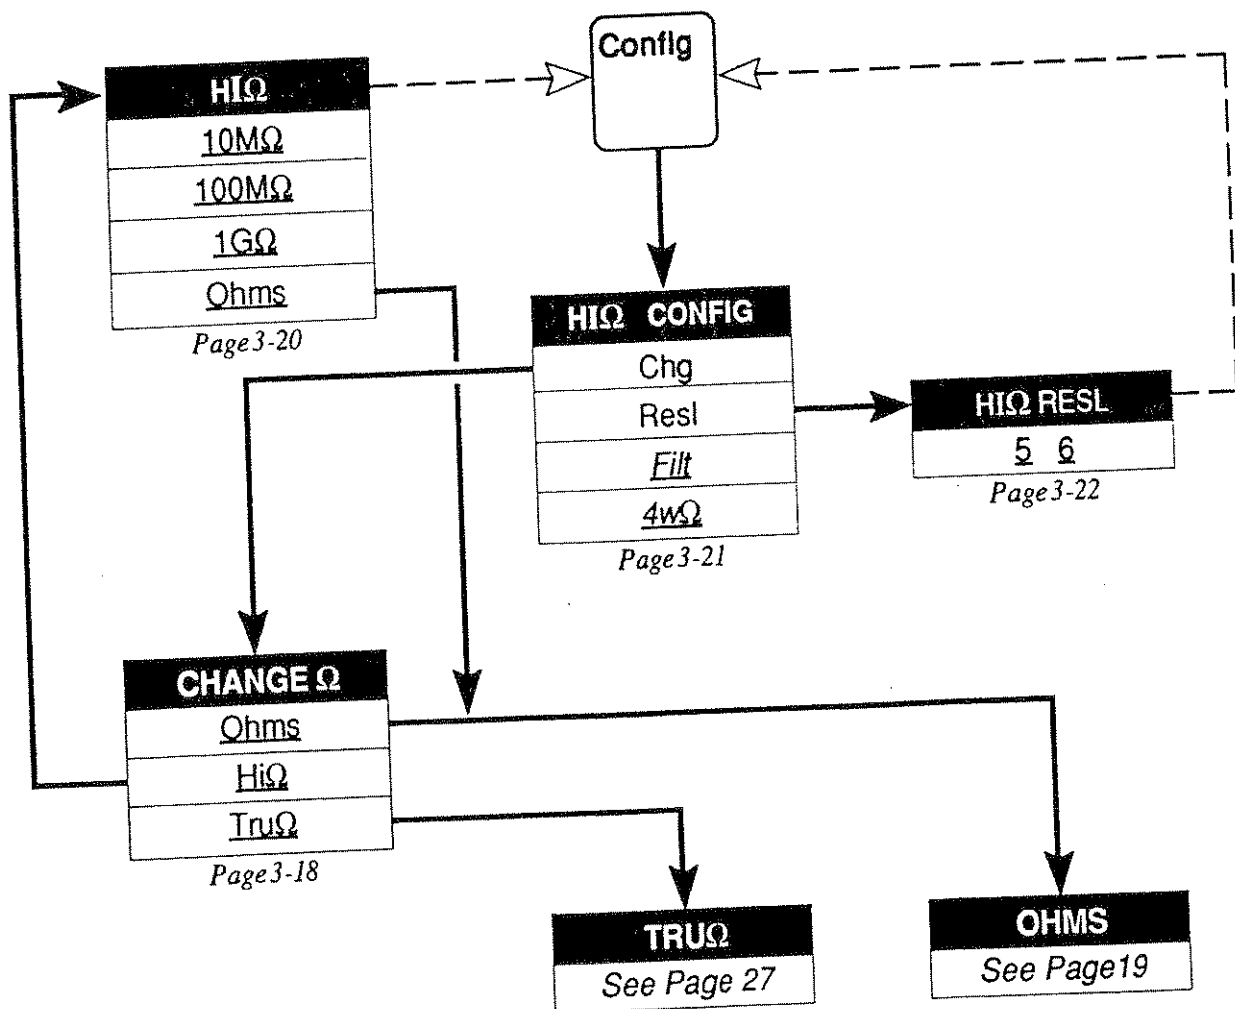 Config
HIΩ
10MΩ
100MΩ
1GΩ
Ohms
Page 3-20
HIΩ CONFIG
Chg
Resl
Filt
4wΩ
Page 3-21
HIΩ RESL
5 6
Page 3-22
CHANGE Ω
Ohms
HiΩ
TruΩ
Page 3-18
TRUΩ
See Page 27
OHMS
See Page19